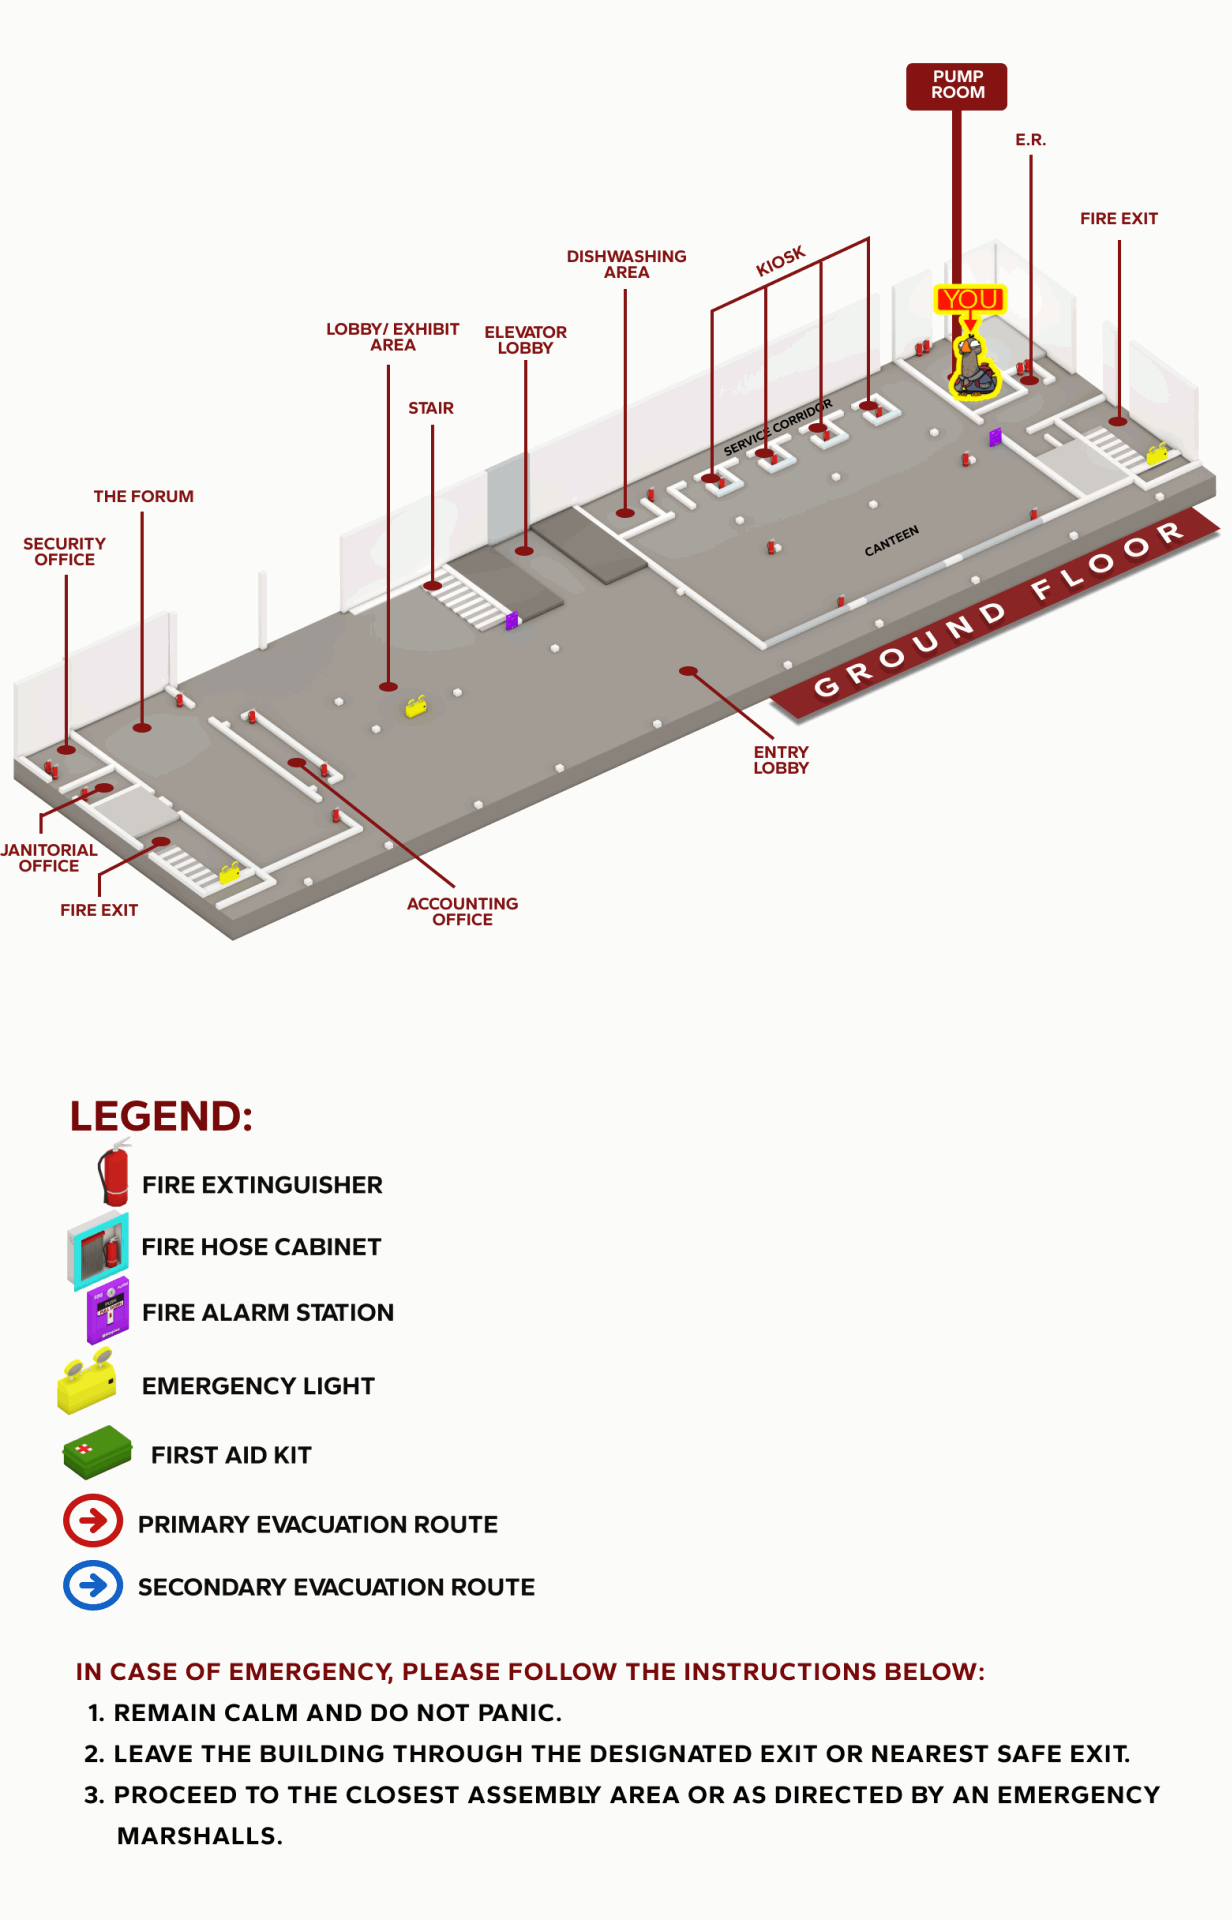 PUMP
ROOM
E.R.
FIRE EXIT
DISHWASHING
AREA
KIOSK
YOU
LOBBY/ EXHIBIT
AREA
ELEVATOR
LOBBY
STAIR
SERVICE CORRIDOR
THE FORUM
SECURITY
OFFICE
CANTEEN
GROUND FLOOR
ENTRY
LOBBY
JANITORIAL
OFFICE
FIRE EXIT
ACCOUNTING
OFFICE
LEGEND:
FIRE EXTINGUISHER
FIRE HOSE CABINET
FIRE ALARM STATION
EMERGENCY LIGHT
FIRST AID KIT
PRIMARY EVACUATION ROUTE
SECONDARY EVACUATION ROUTE
IN CASE OF EMERGENCY, PLEASE FOLLOW THE INSTRUCTIONS BELOW:
1. REMAIN CALM AND DO NOT PANIC.
2. LEAVE THE BUILDING THROUGH THE DESIGNATED EXIT OR NEAREST SAFE EXIT.
3. PROCEED TO THE CLOSEST ASSEMBLY AREA OR AS DIRECTED BY AN EMERGENCY
MARSHALLS.